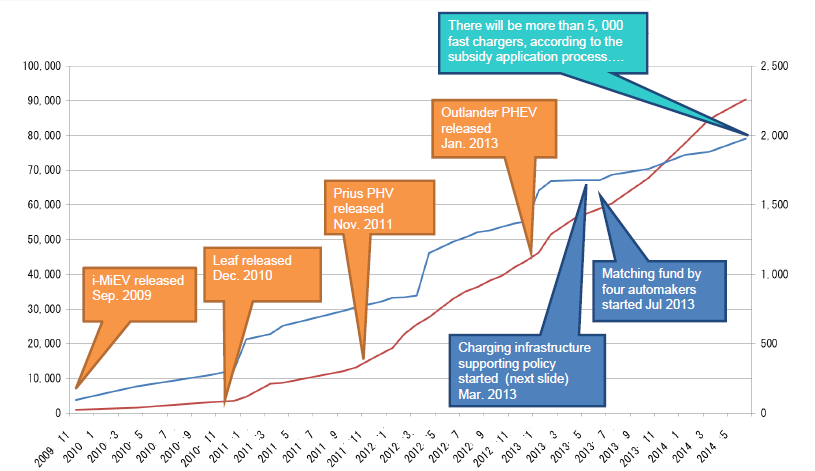 There will be more than 5, 000
fast chargers, according to the
subsidy application process….
100, 000
90, 000
80, 000
70, 000
60, 000
50, 000
40, 000
30, 000
20, 000
10, 000
0
2, 500
2, 000
1, 500
1, 000
500
0
Outlander PHEV
released
Jan. 2013
Prius PHV
released
Nov. 2011
Leaf released
Dec. 2010
i-MiEV released
Sep. 2009
Matching fund by
four automakers
started Jul 2013
Charging infrastructure
supporting policy
started  (next slide)
Mar. 2013
2009 11
2010 1
2010 3
2010 5
2010 7
2010 9
2010 11
2011 1
2011 3
2011 5
2011 7
2011 9
2011 11
2012 1
2012 3
2012 5
2012 7
2012 9
2012 11
2013 1
2013 3
2013 5
2013 7
2013 9
2013 11
2014 1
2014 3
2014 5